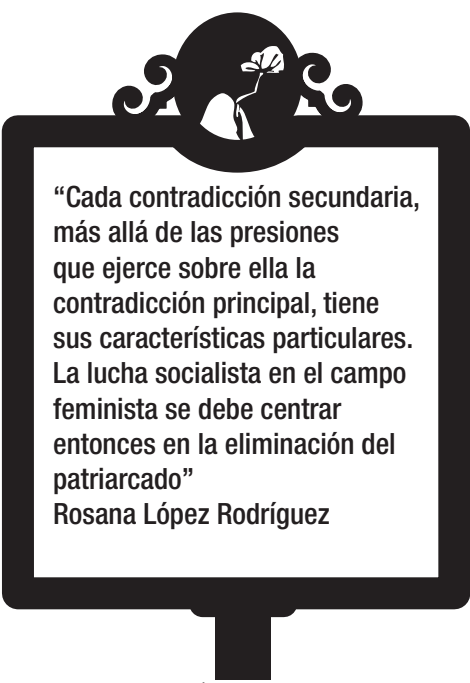 “Cada contradicción secundaria,
más allá de las presiones
que ejerce sobre ella la
contradicción principal, tiene
sus características particulares.
La lucha socialista en el campo
feminista se debe centrar
entonces en la eliminación del
patriarcado”
Rosana López Rodríguez